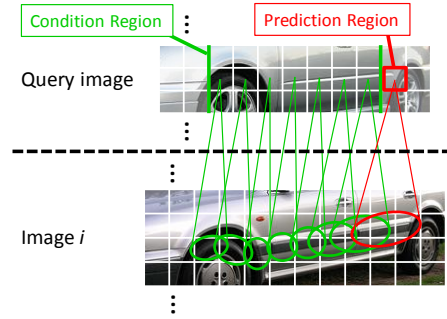 Condition Region
Prediction Region
Query image
Image i